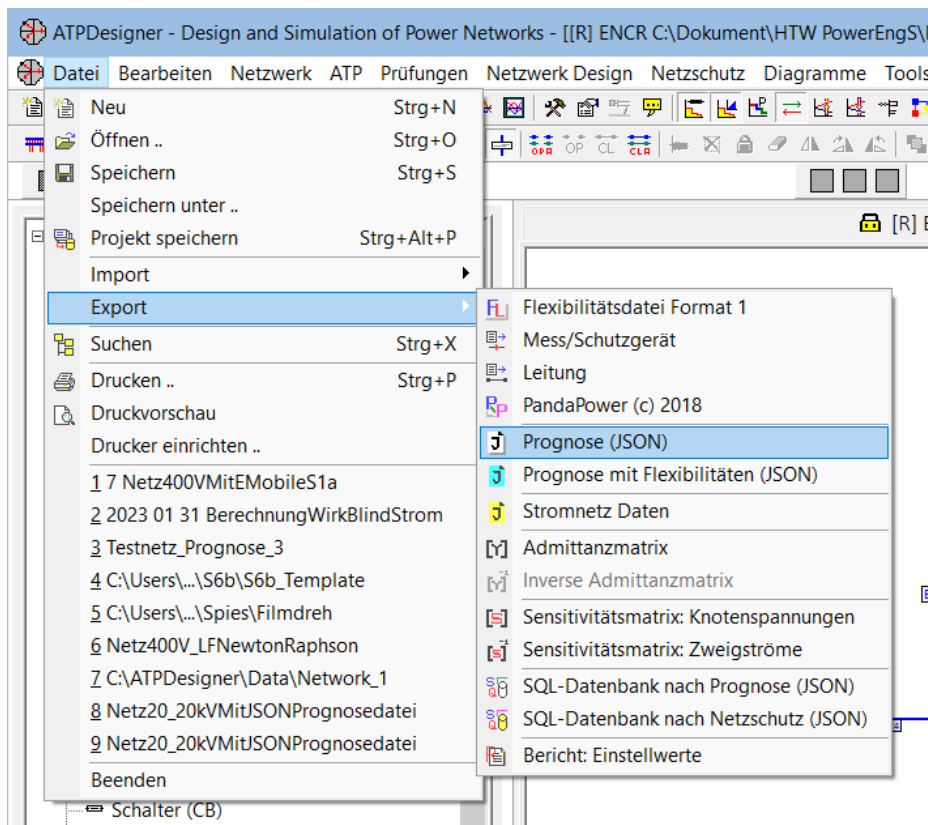 ATPDesigner - Design and Simulation of Power Networks - [[R] ENCR C:\Dokument\HTW PowerEngS\
Datei Bearbeiten Netzwerk ATP Prüfungen Netzwerk Design Netzschutz Diagramme Tools
Neu Strg+N
Öffnen .. Strg+O
OPA OP CL CLA
Speichern Strg+S
Speichern unter ..
[R]
Projekt speichern Strg+Alt+P
Import
Export
Suchen Strg+X
Drucken .. Strg+P
Druckvorschau
Drucker einrichten ..
1 7 Netz400VMitEMobileS1a
2 2023 01 31 BerechnungWirkBlindStrom
3 Testnetz_Prognose_3
4 C:\Users\...\S6b\S6b_Template
5 C:\Users\...\Spies\Filmdreh
6 Netz400V_LFNewtonRaphson
7 C:\ATPDesigner\Data\Network_1
8 Netz20_20kVMitJSONPrognosedatei
9 Netz20_20kVMitJSONPrognosedatei
Beenden
Schalter (CB)
Flexibilitätsdatei Format 1
Mess/Schutzgerät
Leitung
PandaPower (c) 2018
Prognose (JSON)
Prognose mit Flexibilitäten (JSON)
Stromnetz Daten
Admittanzmatrix
Inverse Admittanzmatrix
Sensitivitätsmatrix: Knotenspannungen
Sensitivitätsmatrix: Zweigströme
SQL-Datenbank nach Prognose (JSON)
SQL-Datenbank nach Netzschutz (JSON)
Bericht: Einstellwerte